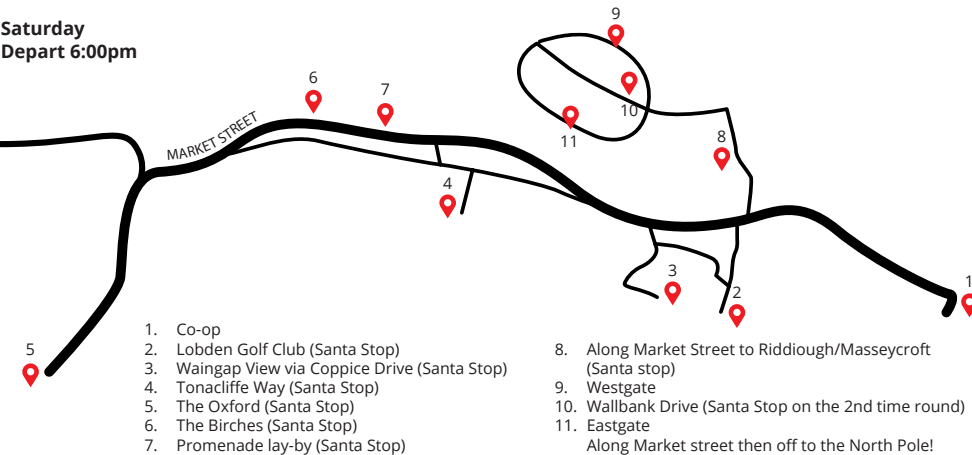 Saturday
Depart 6:00pm
9
6
7
10
MARKET STREET
11
8
4
3
1
2
5
1. Co-op
2. Lobden Golf Club (Santa Stop)
3. Waingap View via Coppice Drive (Santa Stop)
4. Tonacliffe Way (Santa Stop)
5. The Oxford (Santa Stop)
6. The Birches (Santa Stop)
7. Promenade lay-by (Santa Stop)
8. Along Market Street to Riddiough/Masseycroft
(Santa stop)
9. Westgate
10. Wallbank Drive (Santa Stop on the 2nd time round)
11. Eastgate
Along Market street then off to the North Pole!